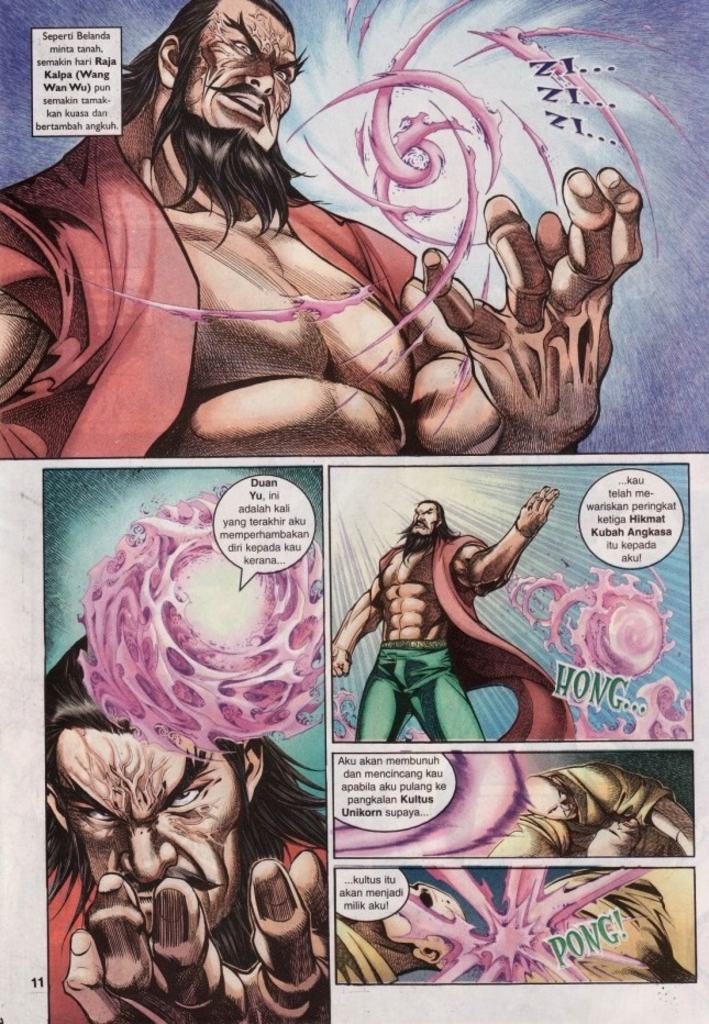 Seperti Belanda
minta tanah,
semakin hari Raja
Kalpa (Wang
Wan Wu) pun
semakin tamak-
kan kuasa dan
bertambah angkuh.
ZI...
ZI...
ZI...
Duan
Yu, ini
adalah kali
yang terakhir aku
memperhambakan
diri kepada kau
kerana...
...kau
telah me-
wariskan peringkat
ketiga Hikmat
Kubah Angkasa
itu kepada
aku!
HONG...
Aku akan membunuh
dan mencincang kau
apabila aku pulang ke
pangkalan Kultus
Unikorn supaya...
...kultus itu
akan menjadi
milik aku!
PONG!
11